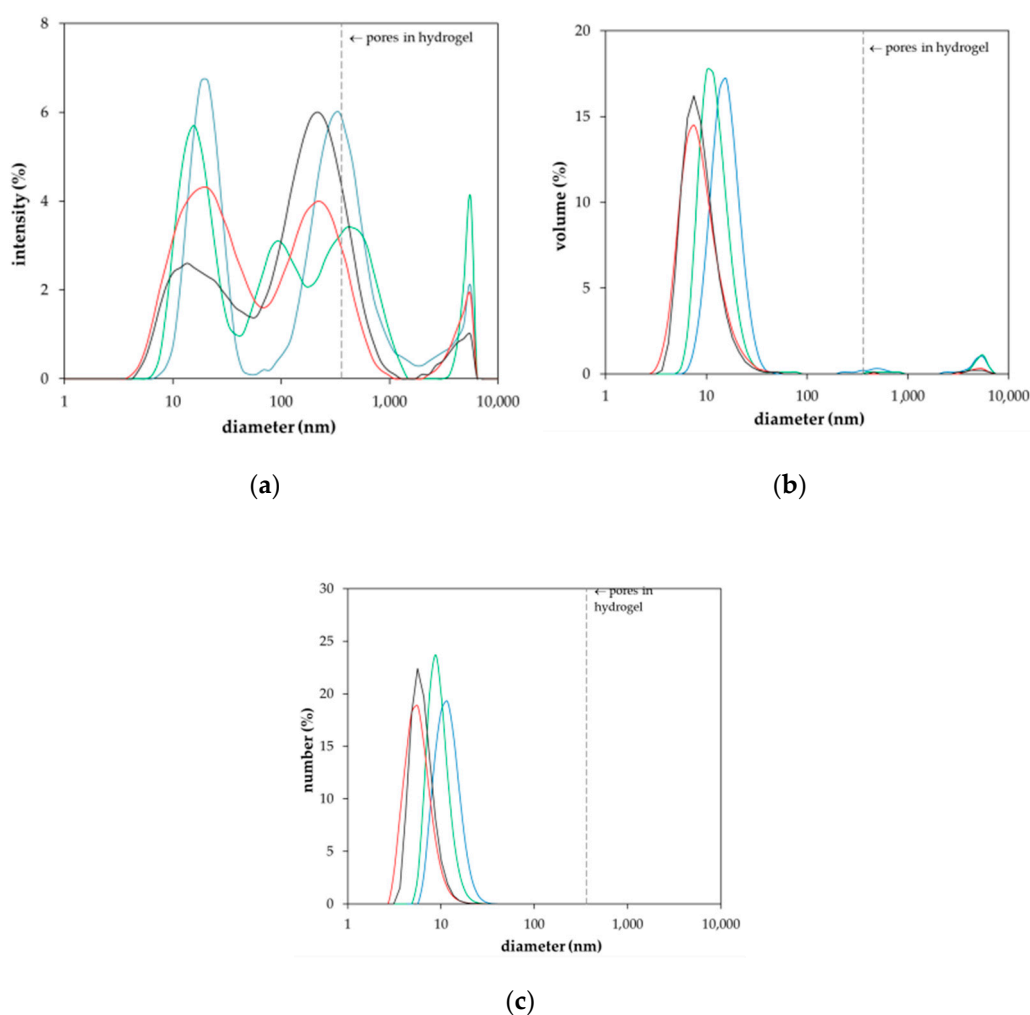 intensity (%)
8
6
4
2
0
← pores in hydrogel
1
10
100
1,000
10,000
diameter (nm)
(a)
volume (%)
20
15
10
5
0
← pores in hydrogel
1
10
100
1,000
10,000
diameter (nm)
(b)
number (%)
30
25
20
15
10
5
0
← pores in
hydrogel
1
10
100
1,000
10,000
diameter (nm)
(c)